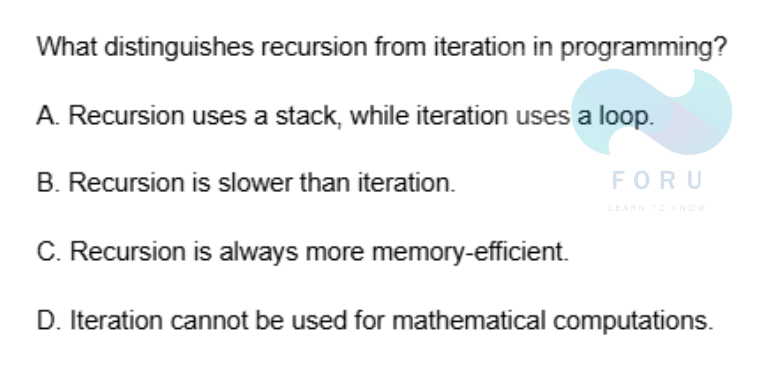 What distinguishes recursion from iteration in programming?
A. Recursion uses a stack, while iteration uses a loop.
B. Recursion is slower than iteration.
FORU
LEARN TO KNOW
C. Recursion is always more memory-efficient.
D. Iteration cannot be used for mathematical computations.